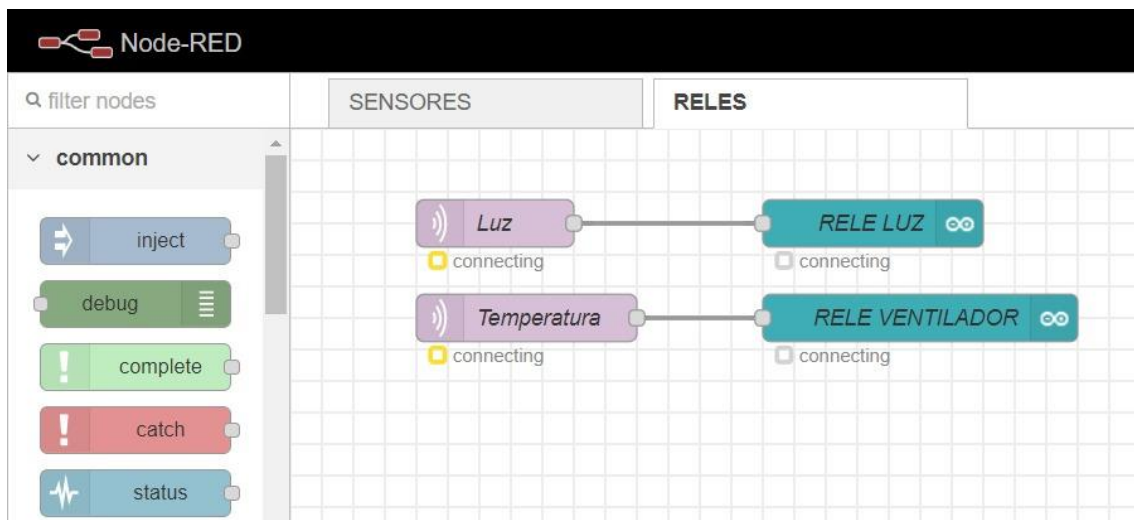 Node-RED
filter nodes
SENSORES
RELES
common
inject
debug
complete
catch
status
Luz
RELE LUZ
connecting
connecting
Temperatura
RELE VENTILADOR
connecting
connecting